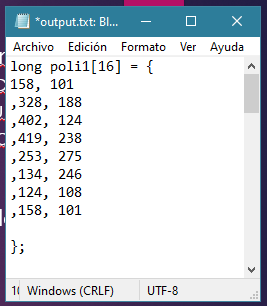 *output.txt: Bl...
Archivo Edición Formato Ver Ayuda
long poli1[16] = {
158, 101
,328, 188
,402, 124
,419, 238
,253, 275
,134, 246
,124, 108
,158, 101
};
Windows (CRLF) UTF-8